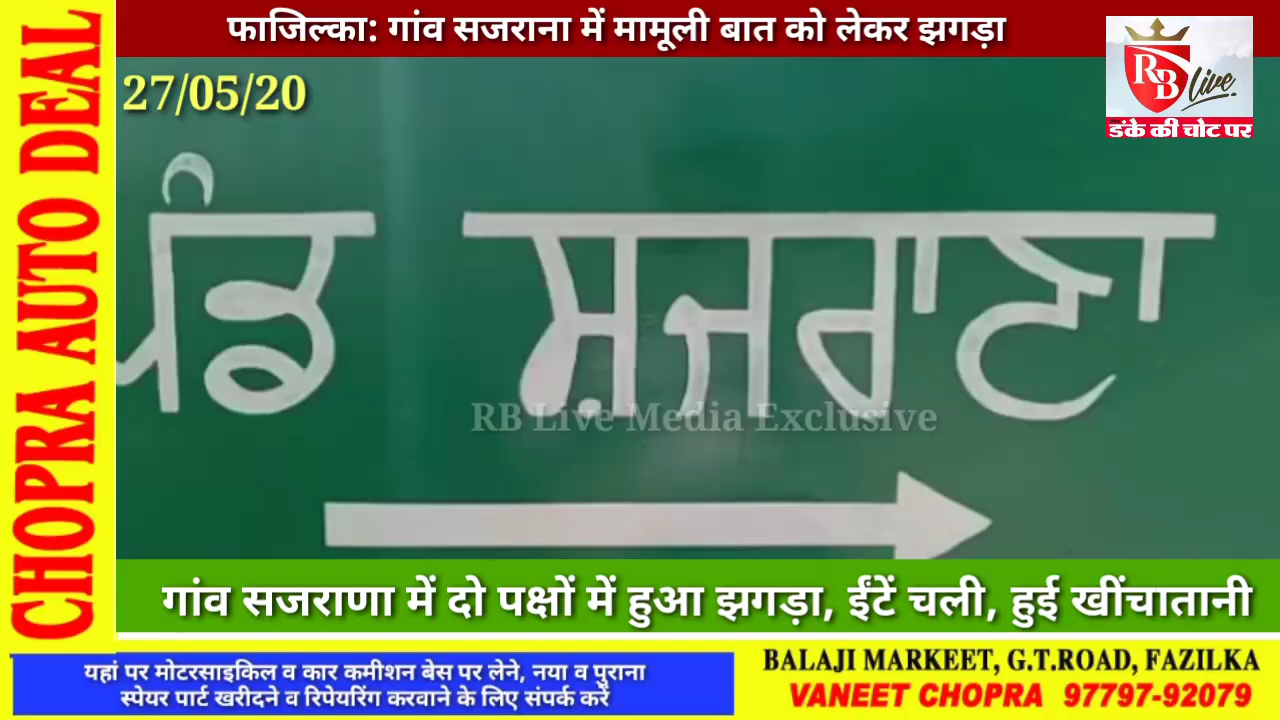 CHOPRA AUTO DEAL
फाजिल्का: गांव सजराना में मामूली बात को लेकर झगड़ा
RB Live
डंके की चोट पर
27/05/20
ਪਿੰਡ ਸ਼ਜਰਾਣਾ
RB Live Media Exclusive
गांव सजराणा में दो पक्षों में हुआ झगड़ा, ईंटें चली, हुई खींचातानी
यहां पर मोटरसाइकिल व कार कमीशन बेस पर लेने, नया व पुराना
स्पेयर पार्ट खरीदने व रिपेयरिंग करवाने के लिए संपर्क करें
BALAJI MARKEET, G.T.ROAD, FAZILKA
VANEET CHOPRA 97797-92079